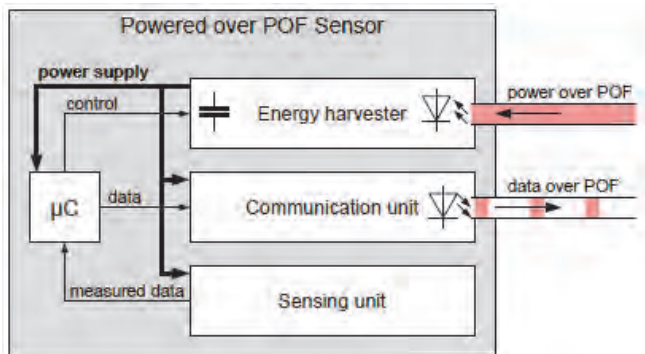 Powered over POF Sensor
power supply
control
Energy harvester
power over POF
µC
data
Communication unit
data over POF
measured data
Sensing unit